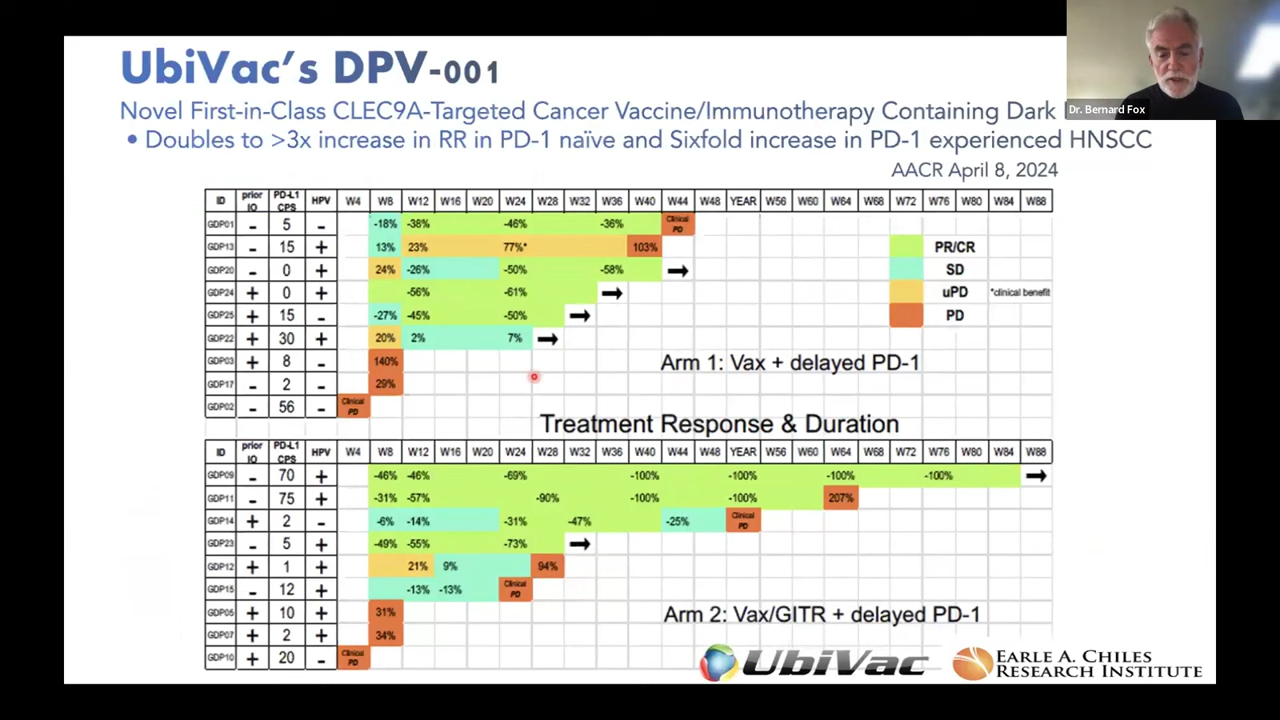 UbiVac's DPV-001
Novel First-in-Class CLEC9A-Targeted Cancer Vaccine/Immunotherapy Containing Dark
• Doubles to >3x increase in RR in PD-1 naïve and Sixfold increase in PD-1 experienced HNSCC
AACR April 8, 2024
Dr. Bernard Fox
ID prior IO PD-L1 CPS HPV W4 W8 W12 W16 W20 W24 W28 W32 W36 W40 W44 W48 YEAR W56 W60 W64 W68 W72 W76 W80 W84 W88
GDP01 - 5 - -18% -38% -46% -36% Clinical PD
GDP13 - 15 + 13% 23% 77%* 103% PR/CR
GDP20 - 0 + 24% -26% -50% -58% SD
GDP24 + 0 + -56% -61% uPD *clinical benefit
GDP25 + 15 - -27% -45% -50% PD
GDP22 + 30 + 20% 2% 7%
GDP03 + 8 - 140% Arm 1: Vax + delayed PD-1
GDP17 - 2 - 29%
GDP02 - 56 - Clinical PD
Treatment Response & Duration
ID prior IO PD-L1 CPS HPV W4 W8 W12 W16 W20 W24 W28 W32 W36 W40 W44 W48 YEAR W56 W60 W64 W68 W72 W76 W80 W84 W88
GDP09 - 70 + -46% -46% -69% -100% -100% -100% -100%
GDP11 - 75 + -31% -57% -90% -100% -100% 207%
GDP14 + 2 - -6% -14% -31% -47% -25% Clinical PD
GDP23 - 5 + -49% -55% -73%
GDP12 + 1 + 21% 9% 94%
GDP15 - 12 + -13% -13% Clinical PD
GDP05 + 10 + 31% Arm 2: Vax/GITR + delayed PD-1
GDP07 + 2 + 34%
GDP10 + 20 - Clinical PD
UbiVac
EARLE A. CHILES
RESEARCH INSTITUTE